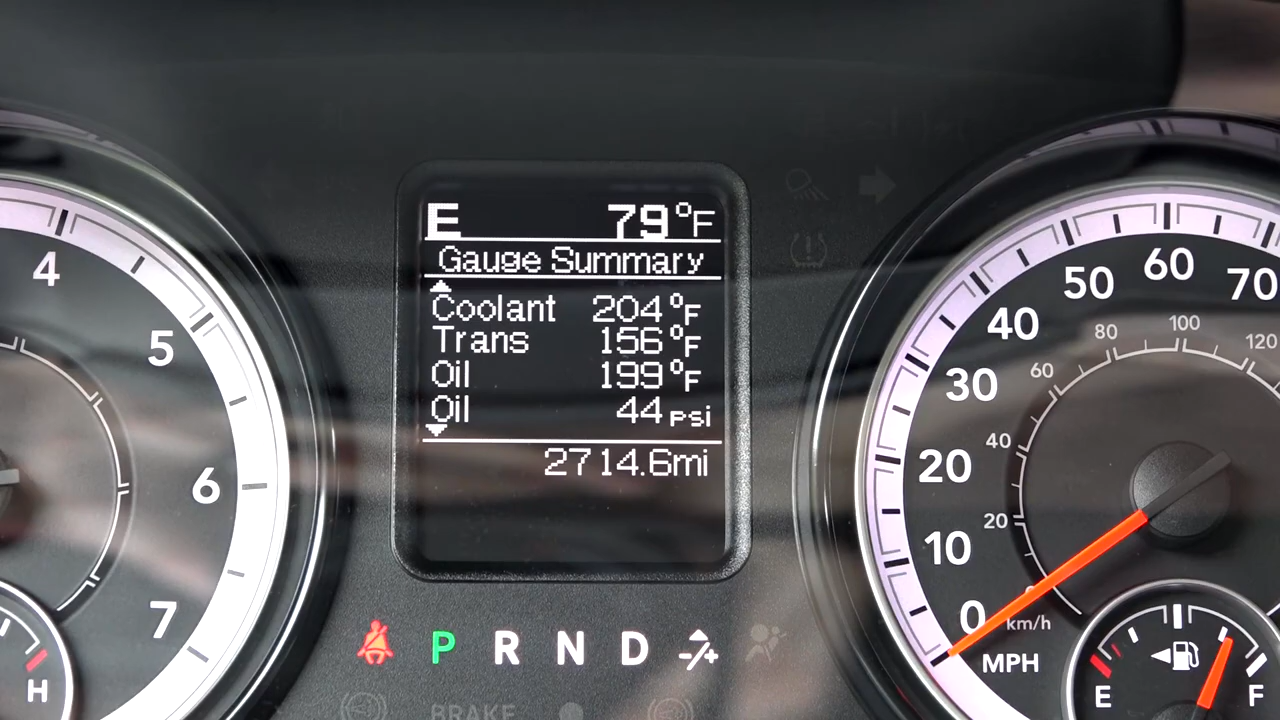 E 79°F
Gauge Summary
Coolant 204°F
Trans 156°F
Oil 199°F
Oil 44 psi
2714.6mi
4
5
6
7
H
P R N D -/+
BRAKE
0 10 20 30 40 50 60 70
20 40 60 80 100 120
km/h
MPH
E F